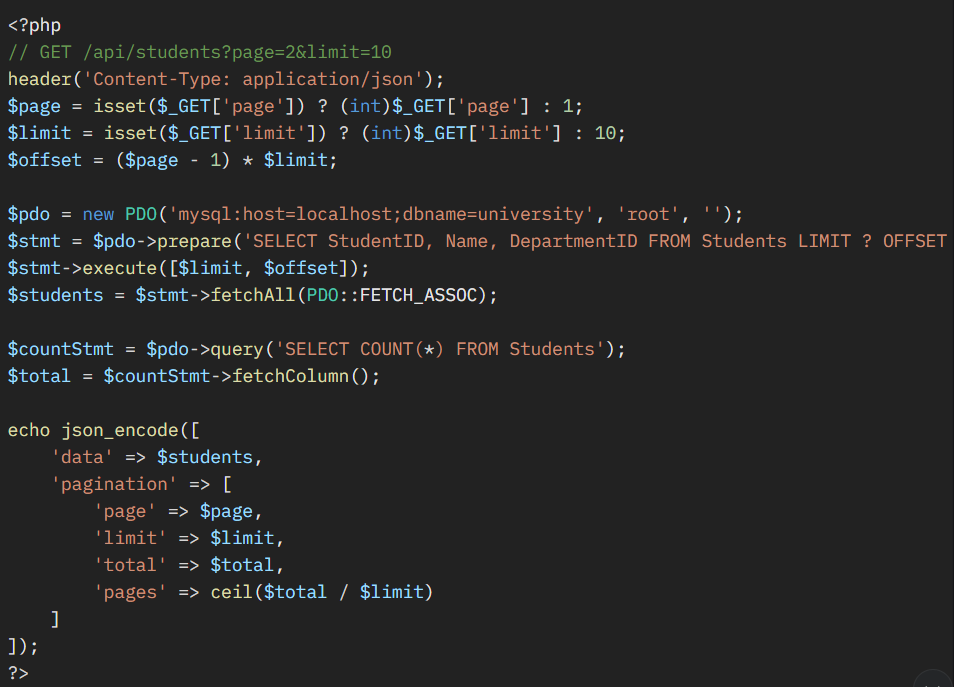 <?php
// GET /api/students?page=2&limit=10
header('Content-Type: application/json');
$page = isset($_GET['page']) ? (int)$_GET['page'] : 1;
$limit = isset($_GET['limit']) ? (int)$_GET['limit'] : 10;
$offset = ($page - 1) * $limit;

$pdo = new PDO('mysql:host=localhost;dbname=university', 'root', '');
$stmt = $pdo->prepare('SELECT StudentID, Name, DepartmentID FROM Students LIMIT ? OFFSET
$stmt->execute([$limit, $offset]);
$students = $stmt->fetchAll(PDO::FETCH_ASSOC);

$countStmt = $pdo->query('SELECT COUNT(*) FROM Students');
$total = $countStmt->fetchColumn();

echo json_encode([
    'data' => $students,
    'pagination' => [
        'page' => $page,
        'limit' => $limit,
        'total' => $total,
        'pages' => ceil($total / $limit)
    ]
]);
?>